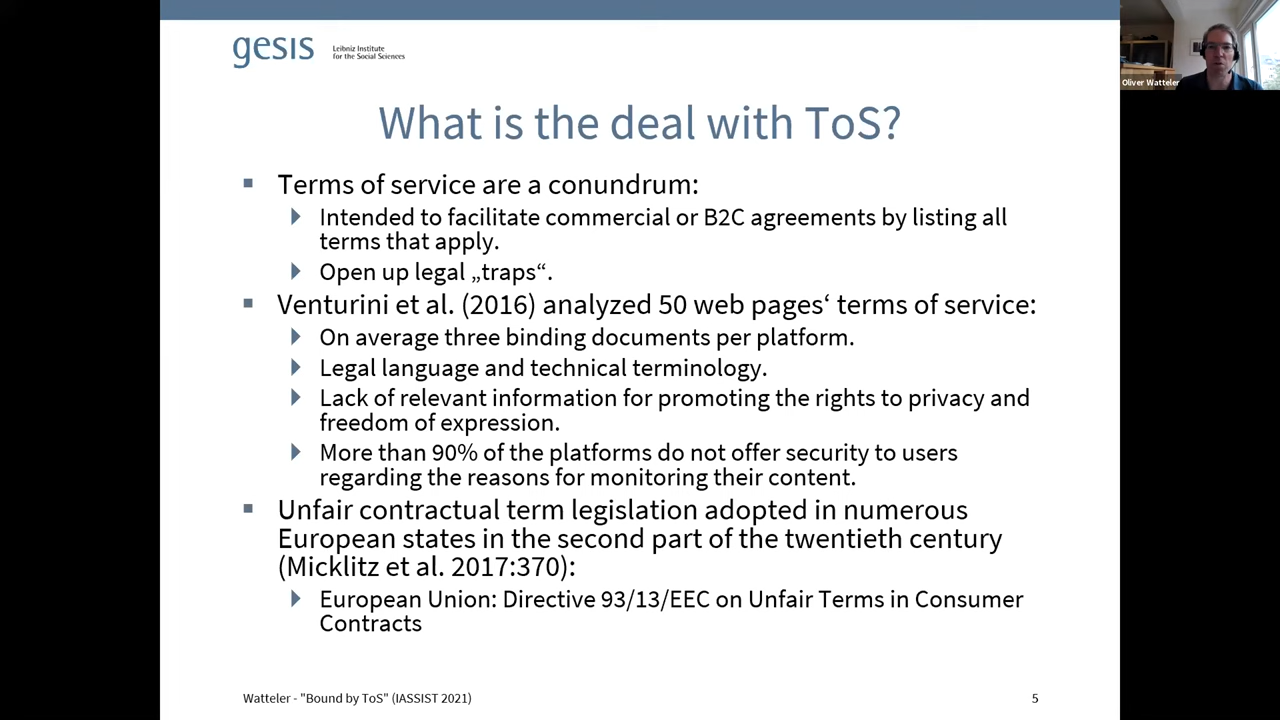 gesis
Leibniz Institute
for the Social Sciences
Oliver Watteler
What is the deal with ToS?
Terms of service are a conundrum:
Intended to facilitate commercial or B2C agreements by listing all
terms that apply.
Open up legal „traps“.
Venturini et al. (2016) analyzed 50 web pages‘ terms of service:
On average three binding documents per platform.
Legal language and technical terminology.
Lack of relevant information for promoting the rights to privacy and
freedom of expression.
More than 90% of the platforms do not offer security to users
regarding the reasons for monitoring their content.
Unfair contractual term legislation adopted in numerous
European states in the second part of the twentieth century
(Micklitz et al. 2017:370):
European Union: Directive 93/13/EEC on Unfair Terms in Consumer
Contracts
Watteler - "Bound by ToS" (IASSIST 2021)
5